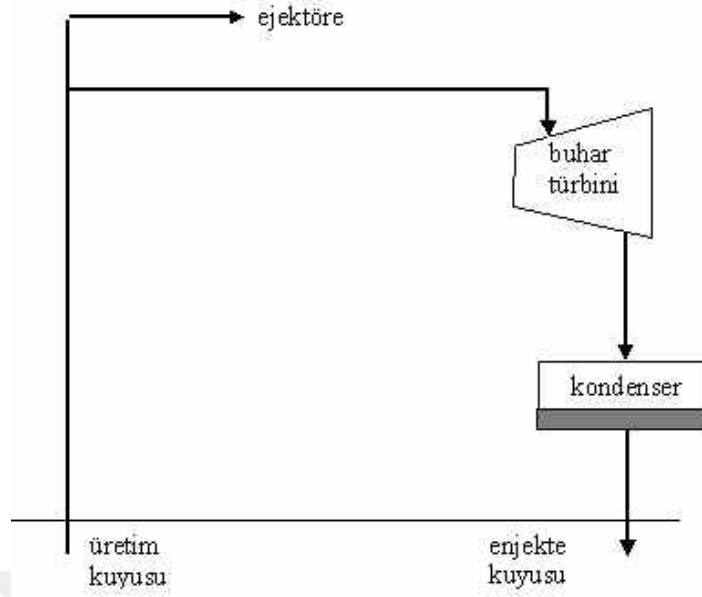 ejektöre
buhar
türbini
kondenser
üretim
kuyusu
enjekte
kuyusu